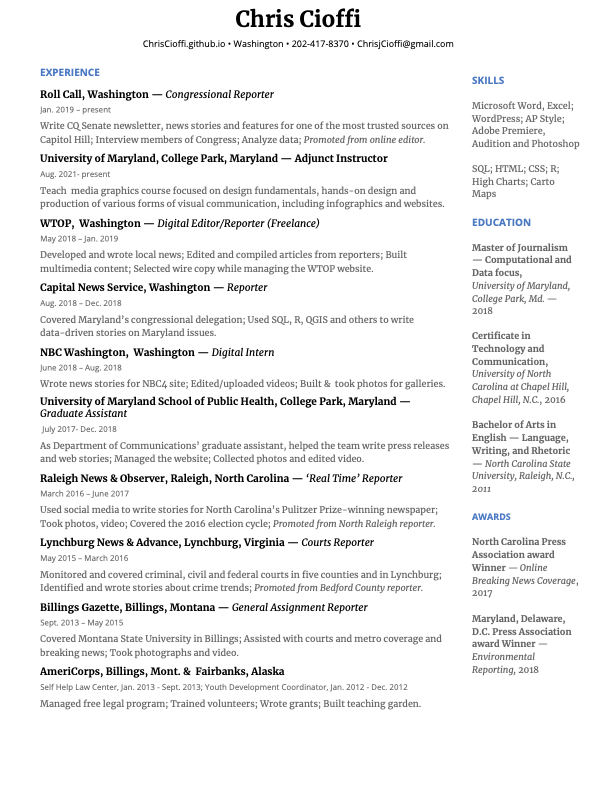 Chris Cioffi
ChrisCioffi.github.io • Washington • 202-417-8370 • ChrisjCioffi@gmail.com
EXPERIENCE
Roll Call, Washington — Congressional Reporter
Jan. 2019 – present
Write CQ Senate newsletter, news stories and features for one of the most trusted sources on
Capitol Hill; Interview members of Congress; Analyze data; Promoted from online editor.
University of Maryland, College Park, Maryland — Adjunct Instructor
Aug. 2021- present
Teach  media graphics course focused on design fundamentals, hands-on design and
production of various forms of visual communication, including infographics and websites.
WTOP,  Washington — Digital Editor/Reporter (Freelance)
May 2018 – Jan. 2019
Developed and wrote local news; Edited and compiled articles from reporters; Built
multimedia content; Selected wire copy while managing the WTOP website.
Capital News Service, Washington — Reporter
Aug. 2018 – Dec. 2018
Covered Maryland's congressional delegation; Used SQL, R, QGIS and others to write
data-driven stories on Maryland issues.
NBC Washington,  Washington — Digital Intern
June 2018 – Aug. 2018
Wrote news stories for NBC4 site; Edited/uploaded videos; Built &  took photos for galleries.
University of Maryland School of Public Health, College Park, Maryland —
Graduate Assistant
July 2017- Dec. 2018
As Department of Communications' graduate assistant, helped the team write press releases
and web stories; Managed the website; Collected photos and edited video.
Raleigh News & Observer, Raleigh, North Carolina — ‘Real Time’ Reporter
March 2016 – June 2017
Used social media to write stories for North Carolina's Pulitzer Prize-winning newspaper;
Took photos, video; Covered the 2016 election cycle; Promoted from North Raleigh reporter.
Lynchburg News & Advance, Lynchburg, Virginia — Courts Reporter
May 2015 – March 2016
Monitored and covered criminal, civil and federal courts in five counties and in Lynchburg;
Identified and wrote stories about crime trends; Promoted from Bedford County reporter.
Billings Gazette, Billings, Montana — General Assignment Reporter
Sept. 2013 – May 2015
Covered Montana State University in Billings; Assisted with courts and metro coverage and
breaking news; Took photographs and video.
AmeriCorps, Billings, Mont. &  Fairbanks, Alaska
Self Help Law Center, Jan. 2013 - Sept. 2013; Youth Development Coordinator, Jan. 2012 - Dec. 2012
Managed free legal program; Trained volunteers; Wrote grants; Built teaching garden.
SKILLS
Microsoft Word, Excel;
WordPress; AP Style;
Adobe Premiere,
Audition and Photoshop
SQL; HTML; CSS; R;
High Charts; Carto
Maps
EDUCATION
Master of Journalism
— Computational and
Data focus,
University of Maryland,
College Park, Md. —
2018
Certificate in
Technology and
Communication,
University of North
Carolina at Chapel Hill,
Chapel Hill, N.C., 2016
Bachelor of Arts in
English — Language,
Writing, and Rhetoric
— North Carolina State
University, Raleigh, N.C.,
2011
AWARDS
North Carolina Press
Association award
Winner — Online
Breaking News Coverage,
2017
Maryland, Delaware,
D.C. Press Association
award Winner —
Environmental
Reporting, 2018